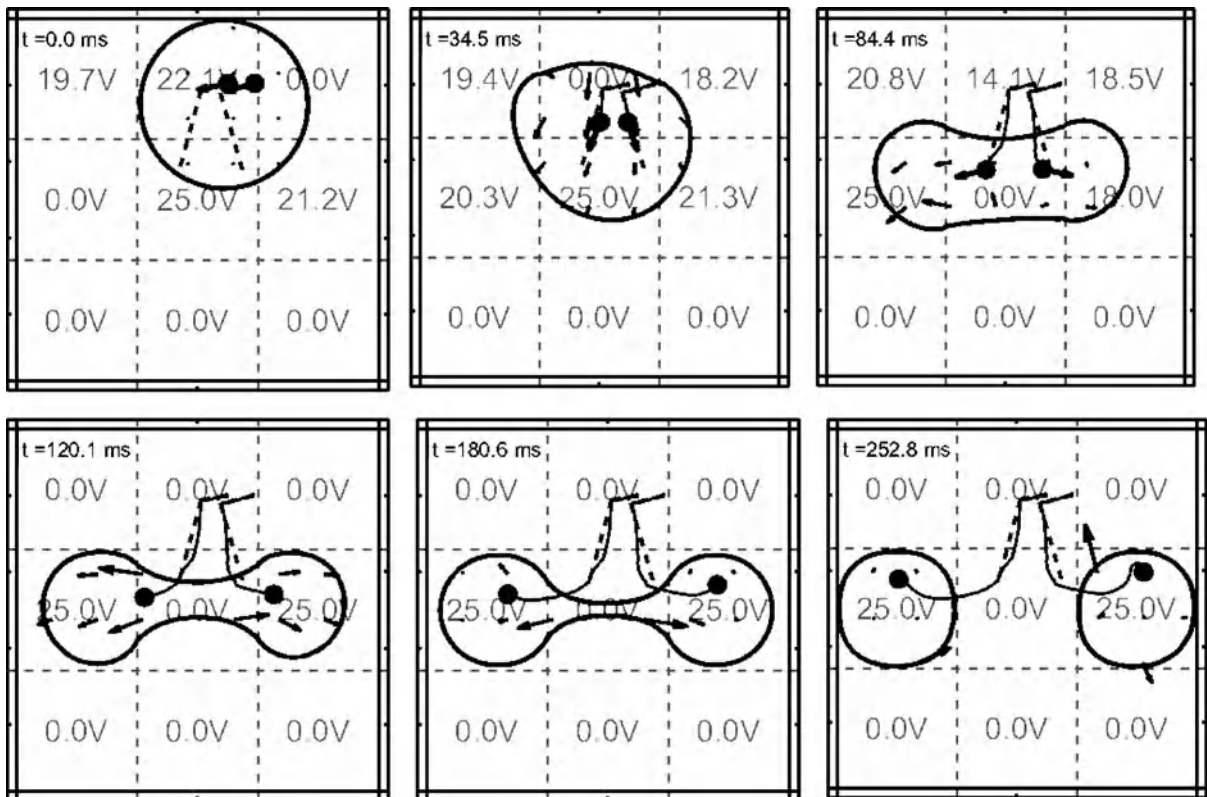 t =0.0 ms
19.7V 22.1V 0.0V
0.0V 25.0V 21.2V
0.0V 0.0V 0.0V
t =34.5 ms
19.4V 0.0V 18.2V
20.3V 25.0V 21.3V
0.0V 0.0V 0.0V
t =84.4 ms
20.8V 14.1V 18.5V
25.0V 0.0V 18.0V
0.0V 0.0V 0.0V
t =120.1 ms
0.0V 0.0V 0.0V
25.0V 0.0V 25.0V
0.0V 0.0V 0.0V
t =180.6 ms
0.0V 0.0V 0.0V
25.0V 0.0V 25.0V
0.0V 0.0V 0.0V
t =252.8 ms
0.0V 0.0V 0.0V
25.0V 0.0V 25.0V
0.0V 0.0V 0.0V